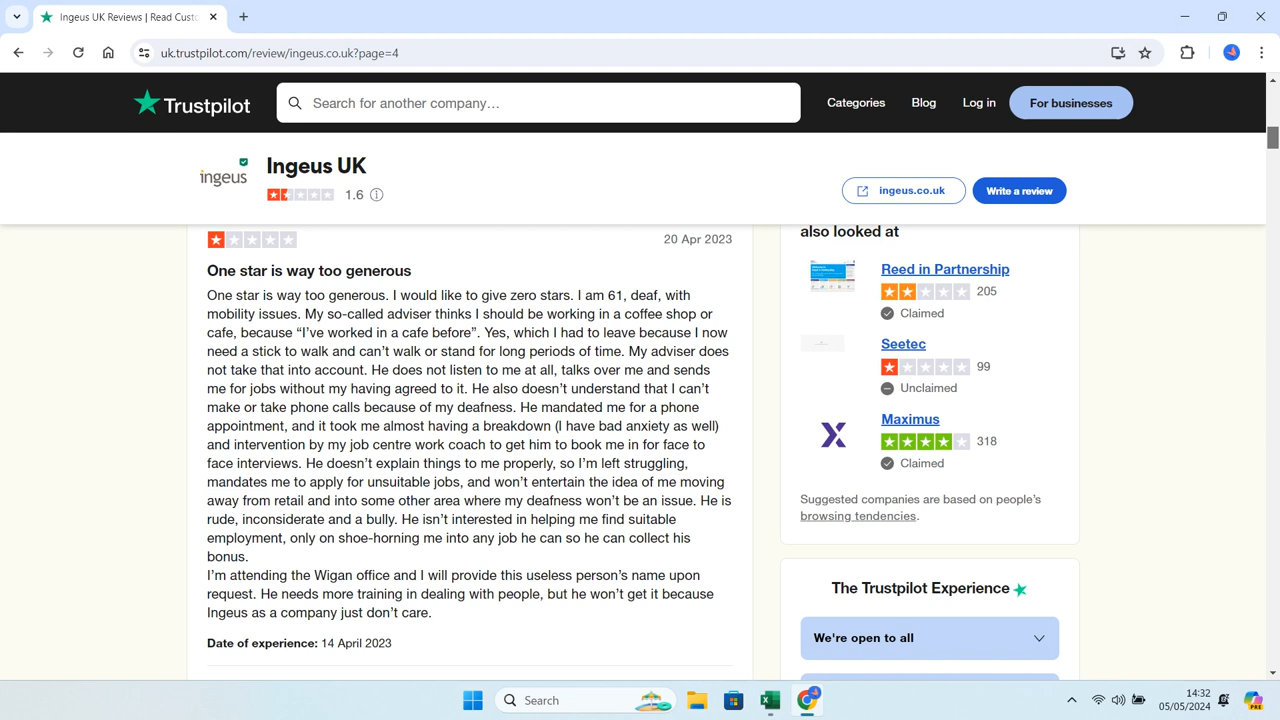 Ingeus UK Reviews | Read Custo
uk.trustpilot.com/review/ingeus.co.uk?page=4
Trustpilot
Search for another company…
Categories
Blog
Log in
For businesses
ingeus
Ingeus UK
1.6
ingeus.co.uk
Write a review
20 Apr 2023
One star is way too generous
One star is way too generous. I would like to give zero stars. I am 61, deaf, with
mobility issues. My so-called adviser thinks I should be working in a coffee shop or
cafe, because “I’ve worked in a cafe before”. Yes, which I had to leave because I now
need a stick to walk and can’t walk or stand for long periods of time. My adviser does
not take that into account. He does not listen to me at all, talks over me and sends
me for jobs without my having agreed to it. He also doesn’t understand that I can’t
make or take phone calls because of my deafness. He mandated me for a phone
appointment, and it took me almost having a breakdown (I have bad anxiety as well)
and intervention by my job centre work coach to get him to book me in for face to
face interviews. He doesn’t explain things to me properly, so I’m left struggling,
mandates me to apply for unsuitable jobs, and won’t entertain the idea of me moving
away from retail and into some other area where my deafness won’t be an issue. He is
rude, inconsiderate and a bully. He isn’t interested in helping me find suitable
employment, only on shoe-horning me into any job he can so he can collect his
bonus.
I’m attending the Wigan office and I will provide this useless person’s name upon
request. He needs more training in dealing with people, but he won’t get it because
Ingeus as a company just don’t care.
Date of experience: 14 April 2023
also looked at
Reed in Partnership
205
Claimed
Seetec
99
Unclaimed
Maximus
318
Claimed
Suggested companies are based on people’s
browsing tendencies.
The Trustpilot Experience
We're open to all
Search
14:32
05/05/2024
PRE